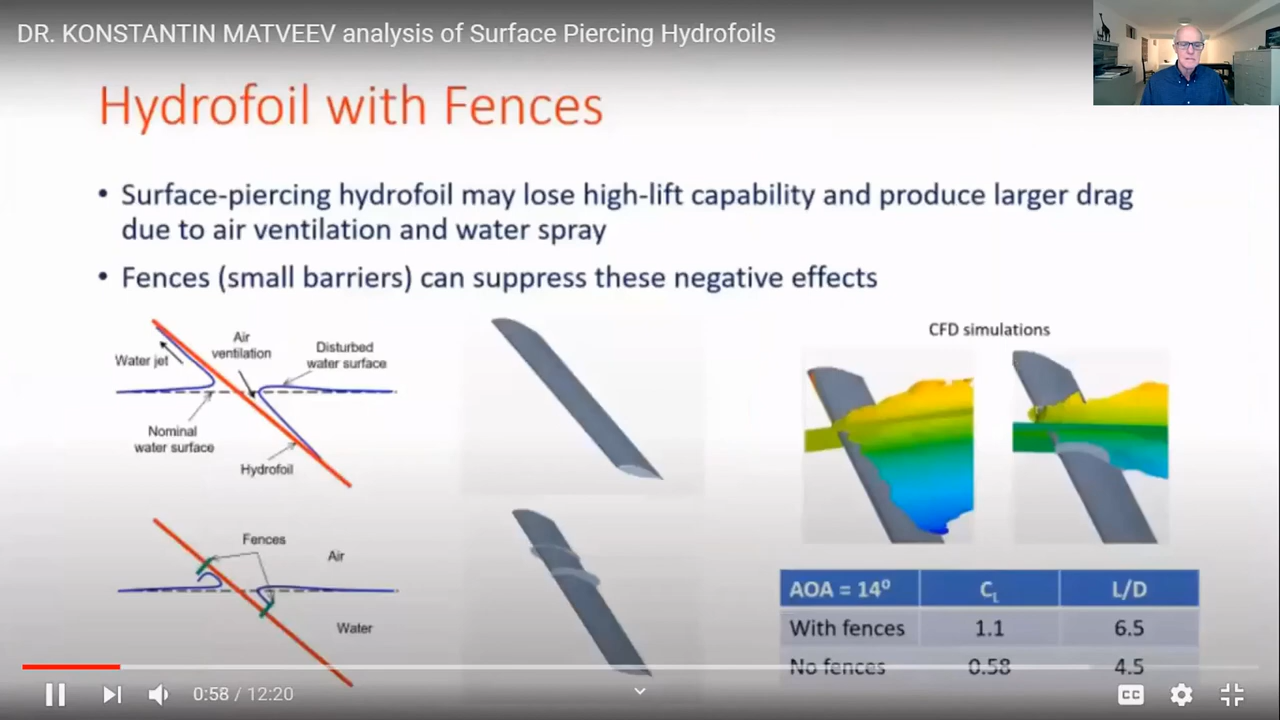 DR. KONSTANTIN MATVEEV analysis of Surface Piercing Hydrofoils
Hydrofoil with Fences
• Surface-piercing hydrofoil may lose high-lift capability and produce larger drag
due to air ventilation and water spray
• Fences (small barriers) can suppress these negative effects
Water jet
Air
ventilation
Disturbed
water surface
Nominal
water surface
Hydrofoil
Fences
Air
Water
CFD simulations
AOA = 14⁰ C_L L/D
With fences 1.1 6.5
No fences 0.58 4.5
0:58 / 12:20
CC